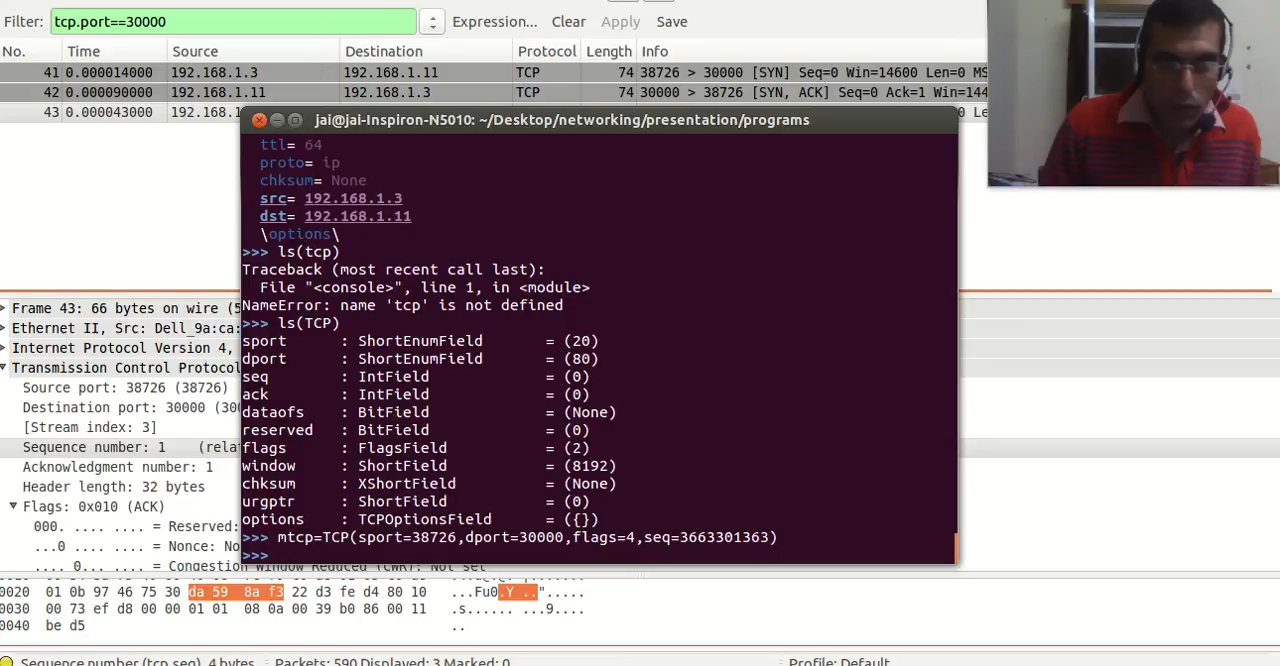 Filter: tcp.port==30000 Expression... Clear Apply Save
No. Time Source Destination Protocol Length Info
41 0.000014000 192.168.1.3 192.168.1.11 TCP 74 38726 > 30000 [SYN] Seq=0 Win=14600 Len=0 MS
42 0.000090000 192.168.1.11 192.168.1.3 TCP 74 30000 > 38726 [SYN, ACK] Seq=0 Ack=1 Win=144
43 0.000043000 192.168.1.
jai@jai-Inspiron-N5010: ~/Desktop/networking/presentation/programs
ttl= 64
proto= ip
chksum= None
src= 192.168.1.3
dst= 192.168.1.11
\options\
>>> ls(tcp)
Traceback (most recent call last):
File "<console>", line 1, in <module>
NameError: name 'tcp' is not defined
>>> ls(TCP)
sport : ShortEnumField = (20)
dport : ShortEnumField = (80)
seq : IntField = (0)
ack : IntField = (0)
dataofs : BitField = (None)
reserved : BitField = (0)
flags : FlagsField = (2)
window : ShortField = (8192)
chksum : XShortField = (None)
urgptr : ShortField = (0)
options : TCPOptionsField = ({})
>>> mtcp=TCP(sport=38726,dport=30000,flags=4,seq=3663301363)
>>>
Frame 43: 66 bytes on wire (5
Ethernet II, Src: Dell_9a:ca:
Internet Protocol Version 4,
Transmission Control Protocol
Source port: 38726 (38726)
Destination port: 30000 (300
[Stream index: 3]
Sequence number: 1 (rela
Acknowledgment number: 1
Header length: 32 bytes
Flags: 0x010 (ACK)
000. .... .... = Reserved:
...0 .... .... = Nonce: No
.... 0... .... = Congestion Window Reduced (CWR): Not set
0020 01 0b 97 46 75 30 da 59 8a f3 22 d3 fe d4 80 10 ...Fu0.Y ..".....
0030 00 73 ef d8 00 00 01 01 08 0a 00 39 b0 86 00 11 .s...... ...9....
0040 be d5 ..
Sequence number (tcp.seq), 4 bytes Packets: 590 Displayed: 3 Marked: 0 Profile: Default